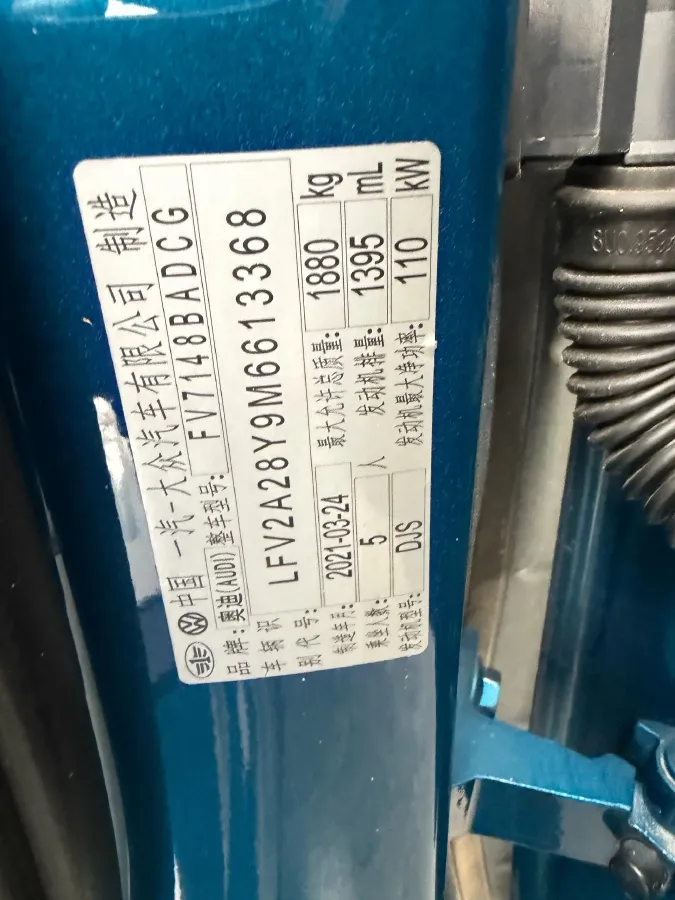 中国 一汽-大众汽车有限公司 制造
品牌: 奥迪(AUDI) 整车型号: FV7148BADCG
车辆识别代号: LFV2A28Y9M6613368
制造年月: 2021-03-24 最大允许总质量: 1880 kg
乘坐人数: 5 人 发动机排量: 1395 mL
发动机型号: DJS 发动机最大净功率: 110 kW